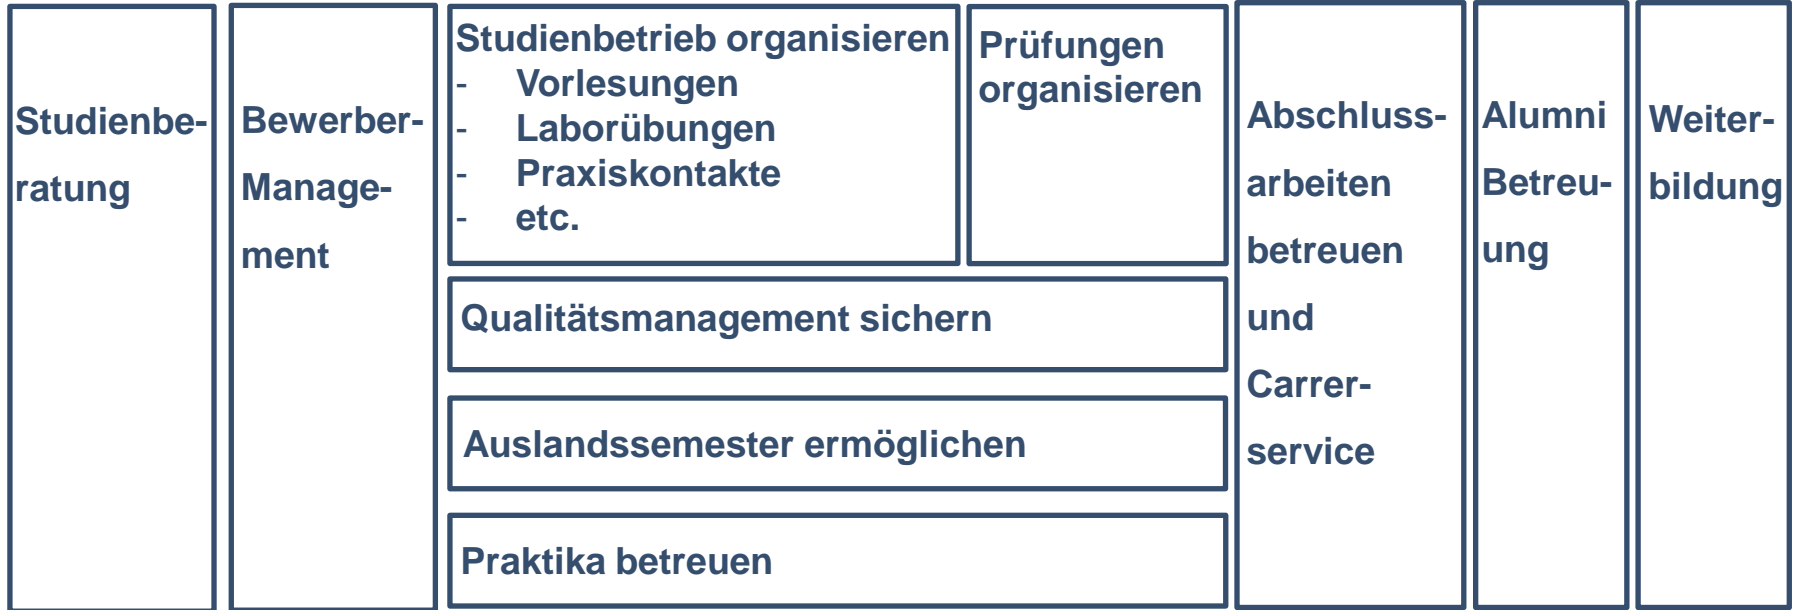 Studienbe-
ratung
Bewerber-
Manage-
ment
Studienbetrieb organisieren
- Vorlesungen
- Laborübungen
- Praxiskontakte
- etc.
Prüfungen
organisieren
Qualitätsmanagement sichern
Auslandssemester ermöglichen
Praktika betreuen
Abschluss-
arbeiten
betreuen
und
Carrer-
service
Alumni
Betreu-
ung
Weiter-
bildung